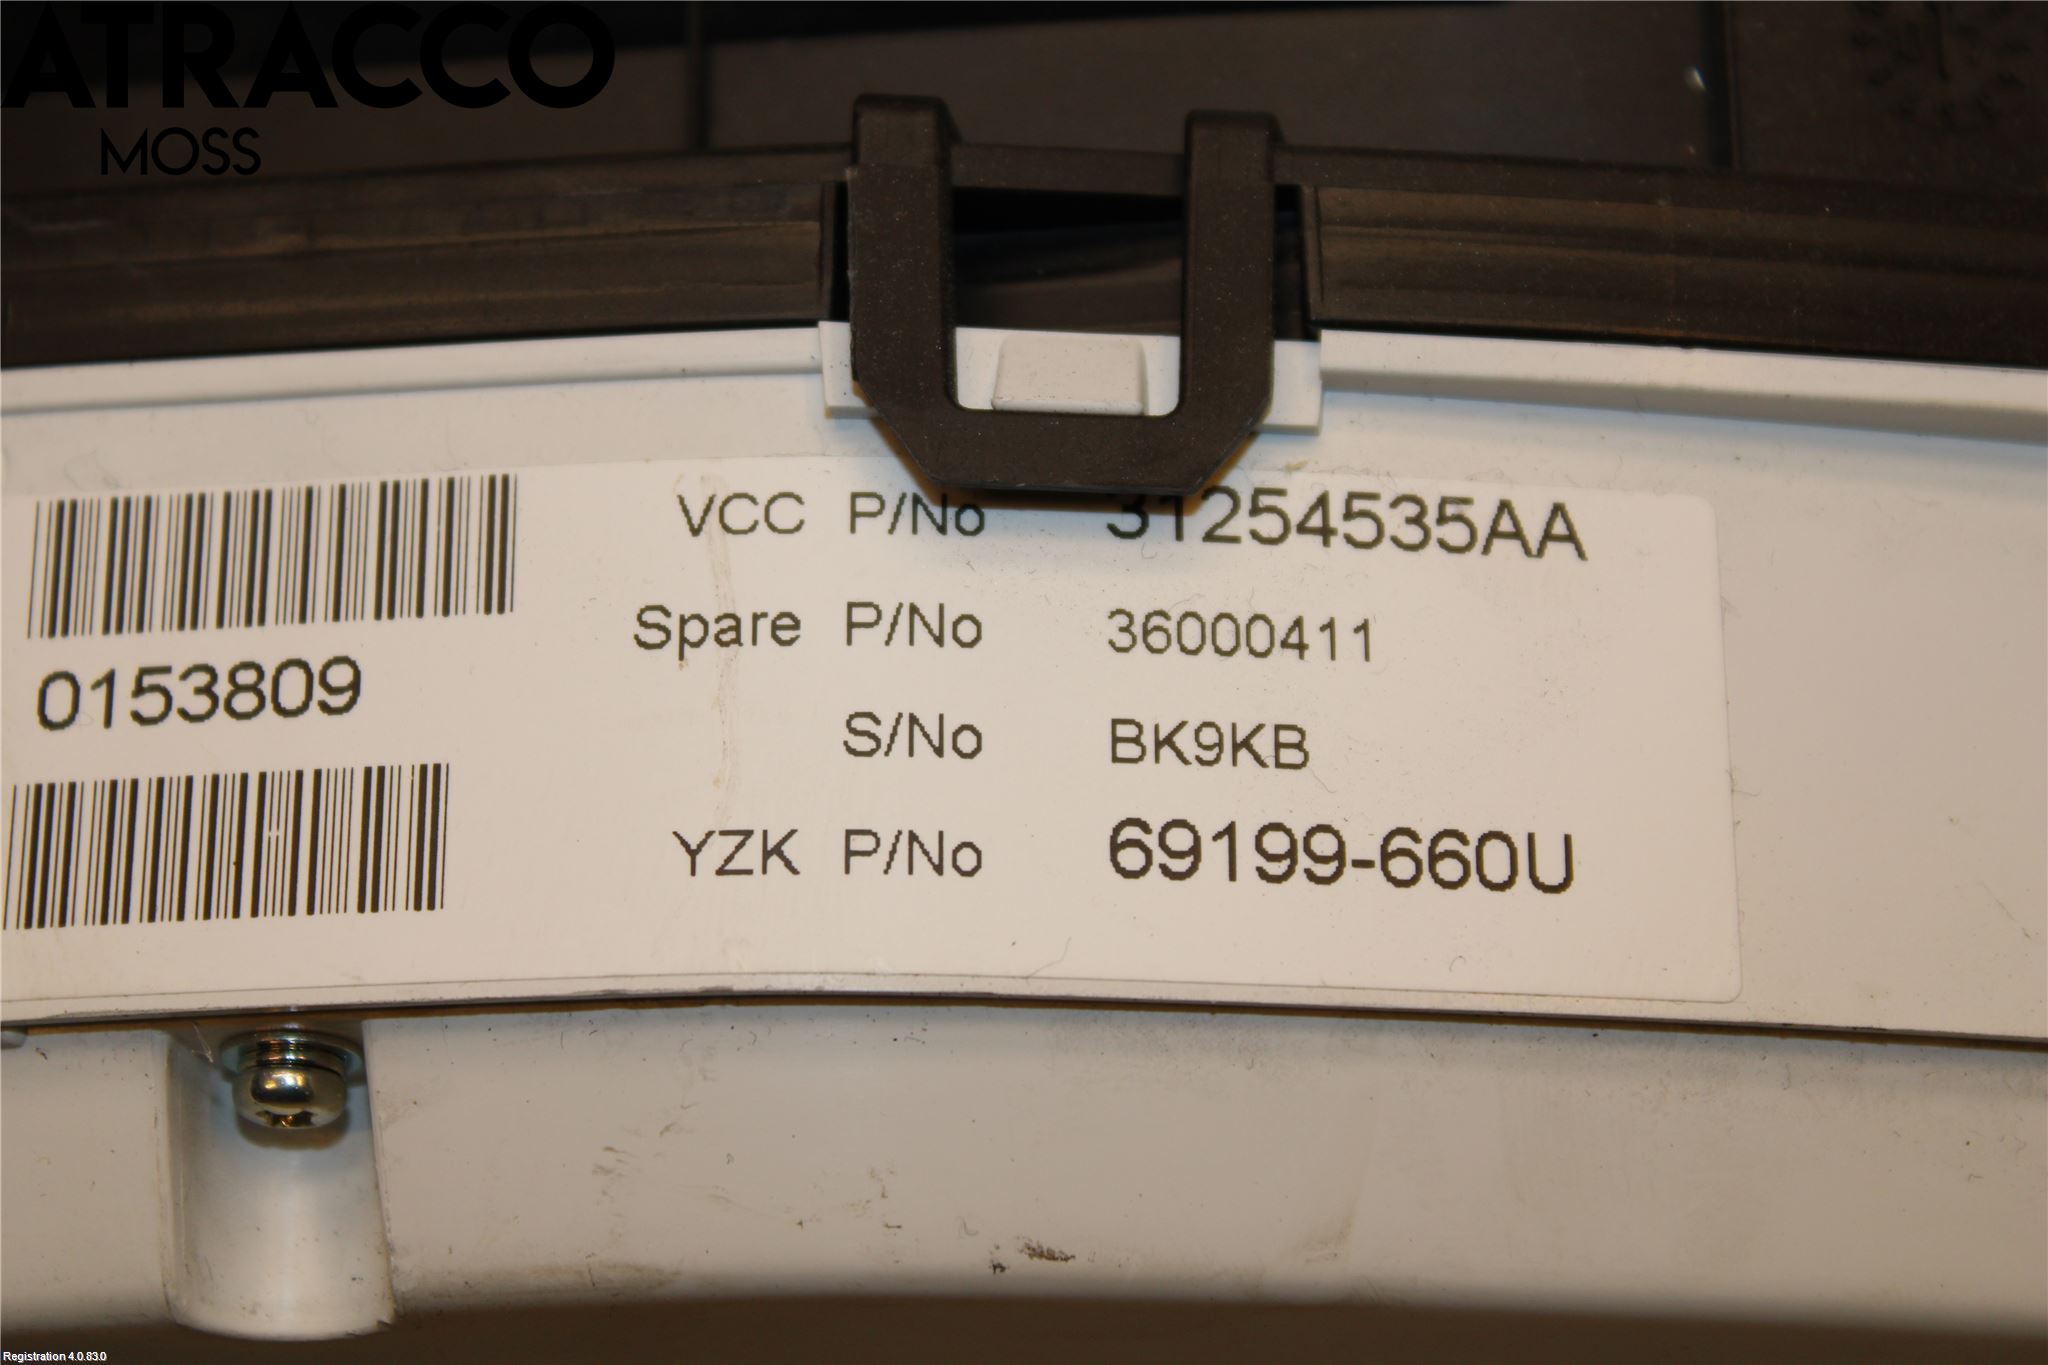 ATRACCO
MOSS
VCC P/No 31254535AA
Spare P/No 36000411
0153809
S/No BK9KB
YZK P/No 69199-660U
Registration 4.0.83.0